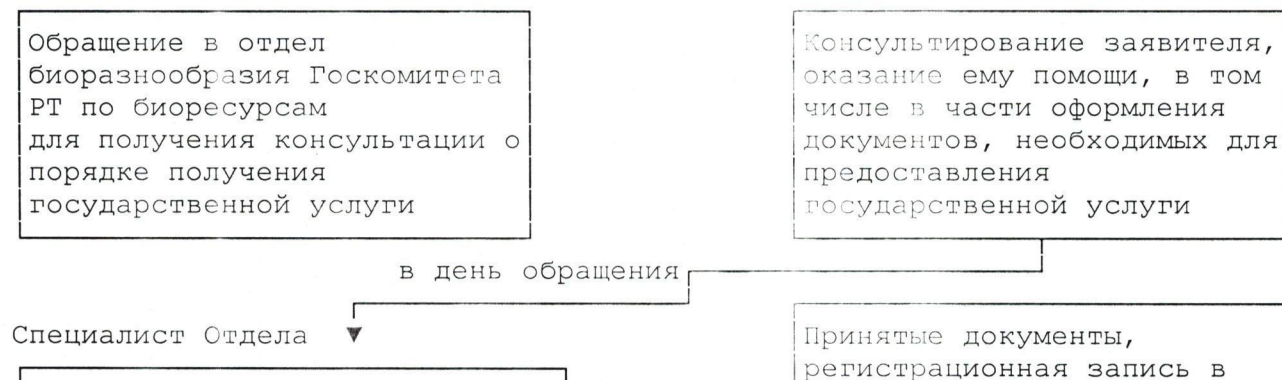 Обращение в отдел
биоразнообразия Госкомитета
РТ по биоресурсам
для получения консультации о
порядке получения
государственной услуги
Консультирование заявителя,
оказание ему помощи, в том
числе в части оформления
документов, необходимых для
предоставления
государственной услуги
в день обращения
Специалист Отдела
Принятые документы,
регистрационная запись в